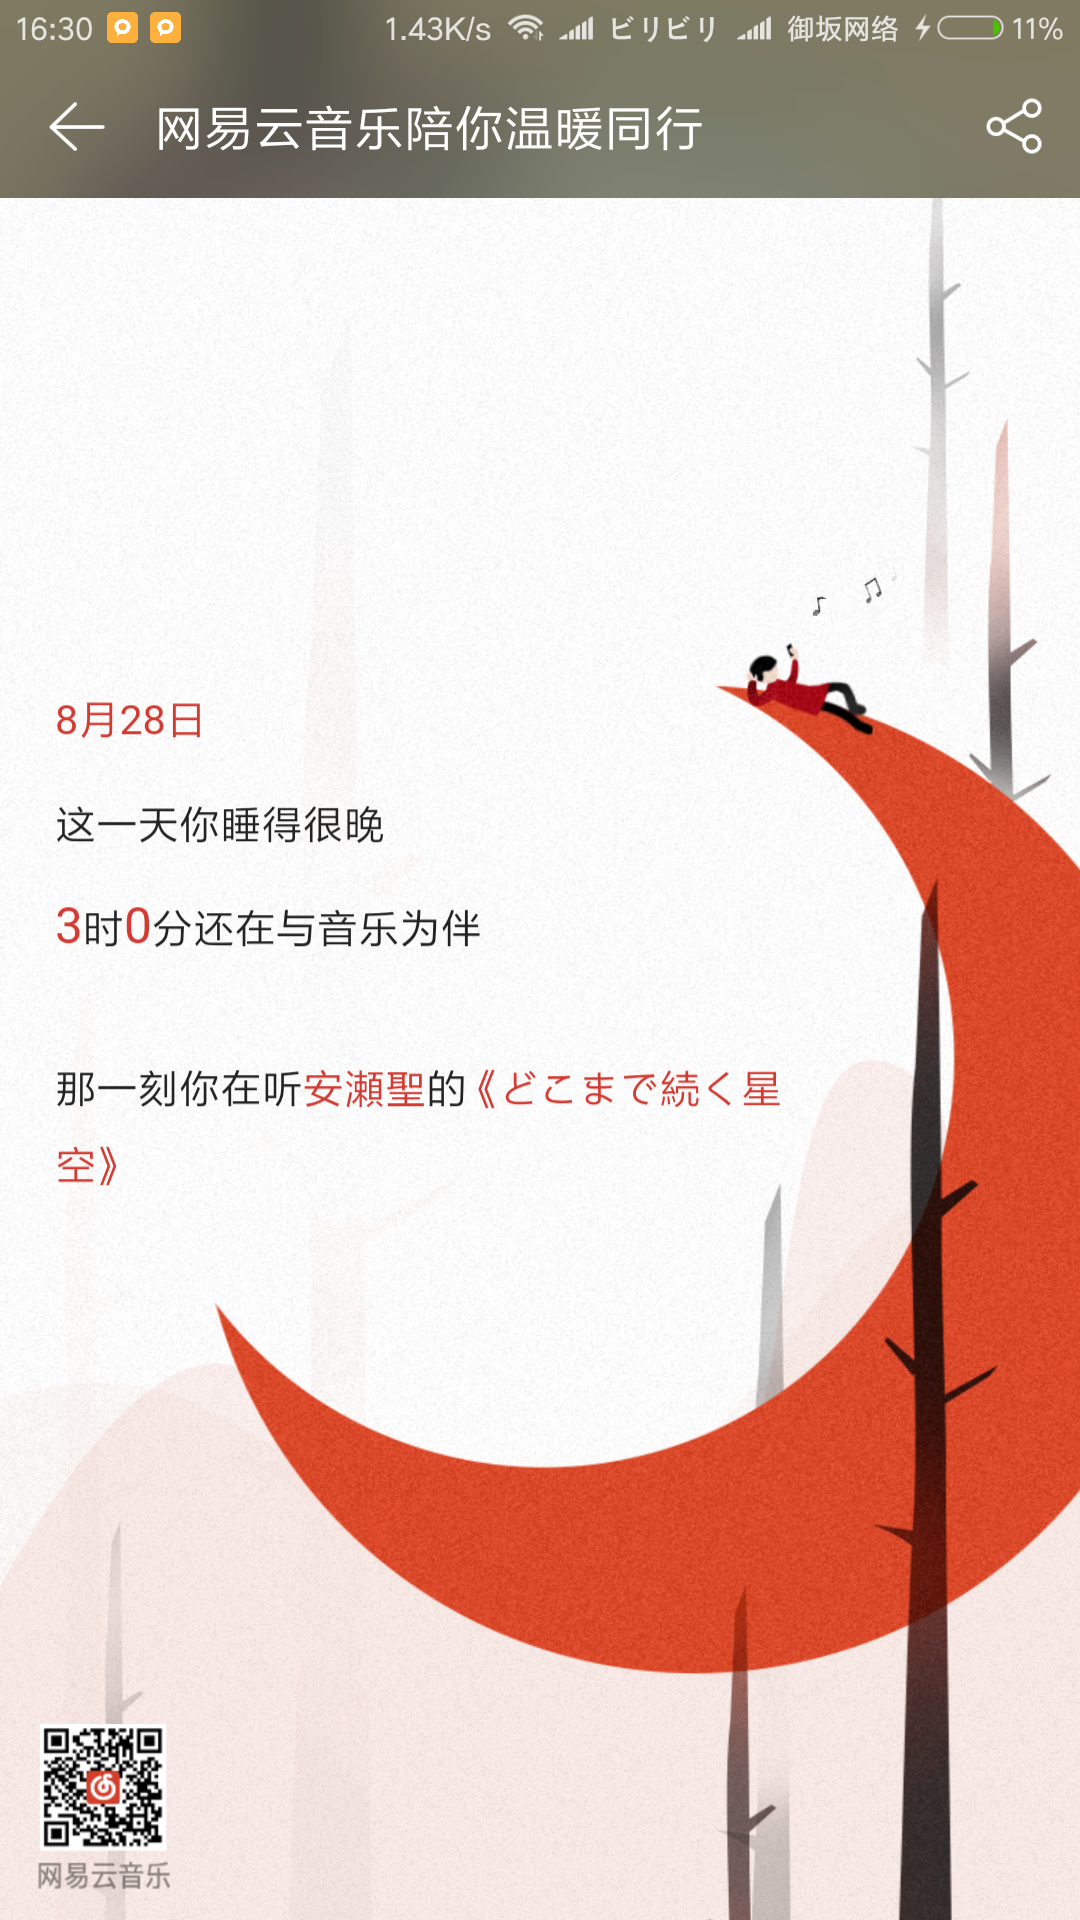 16:30 1.43K/s ビリビリ 御坂网络 11%
网易云音乐陪你温暖同行
8月28日
这一天你睡得很晚
3时0分还在与音乐为伴
那一刻你在听安瀬聖的《どこまで続く星
空》
网易云音乐